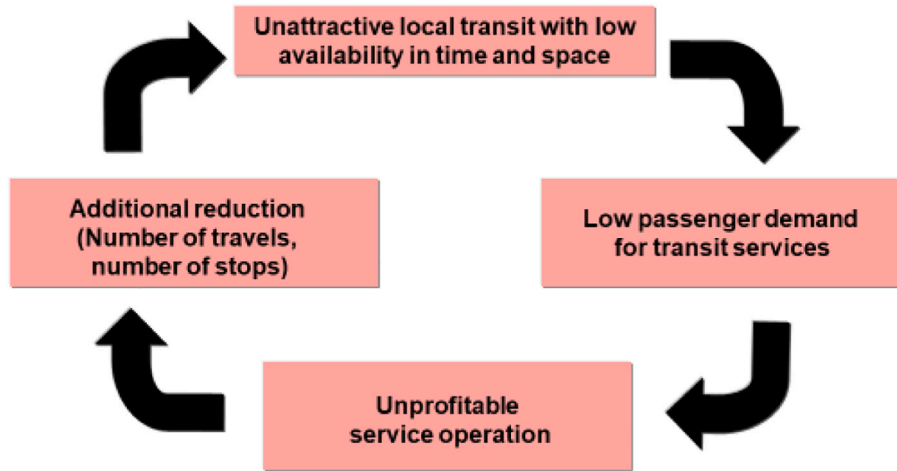 Unattractive local transit with low
availability in time and space
Low passenger demand
for transit services
Unprofitable
service operation
Additional reduction
(Number of travels,
number of stops)